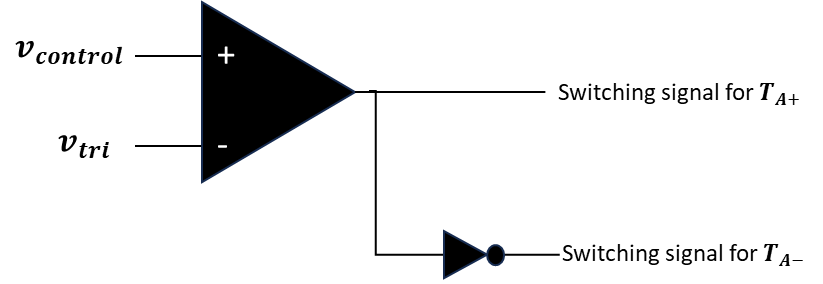 v_control
+
Switching signal for T_A+
v_tri
-
Switching signal for T_A−